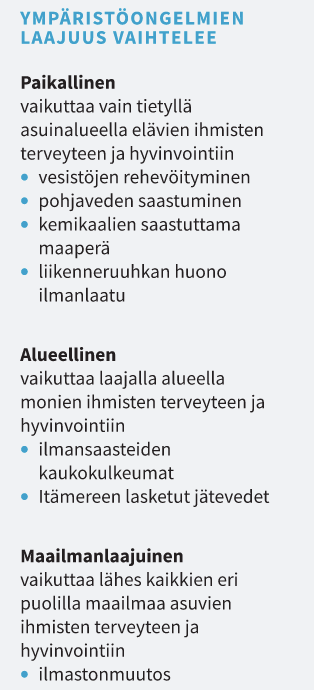 YMPÄRISTÖONGELMIEN
LAAJUUS VAIHTELEE
Paikallinen
vaikuttaa vain tietyllä
asuinalueella elävien ihmisten
terveyteen ja hyvinvointiin
• vesistöjen rehevöityminen
• pohjaveden saastuminen
• kemikaalien saastuttama
maaperä
• liikenneruuhkan huono
ilmanlaatu
Alueellinen
vaikuttaa laajalla alueella
monien ihmisten terveyteen ja
hyvinvointiin
• ilmansaasteiden
kaukokulkeumat
• Itämereen lasketut jätevedet
Maailmanlaajuinen
vaikuttaa lähes kaikkien eri
puolilla maailmaa asuvien
ihmisten terveyteen ja
hyvinvointiin
• ilmastonmuutos